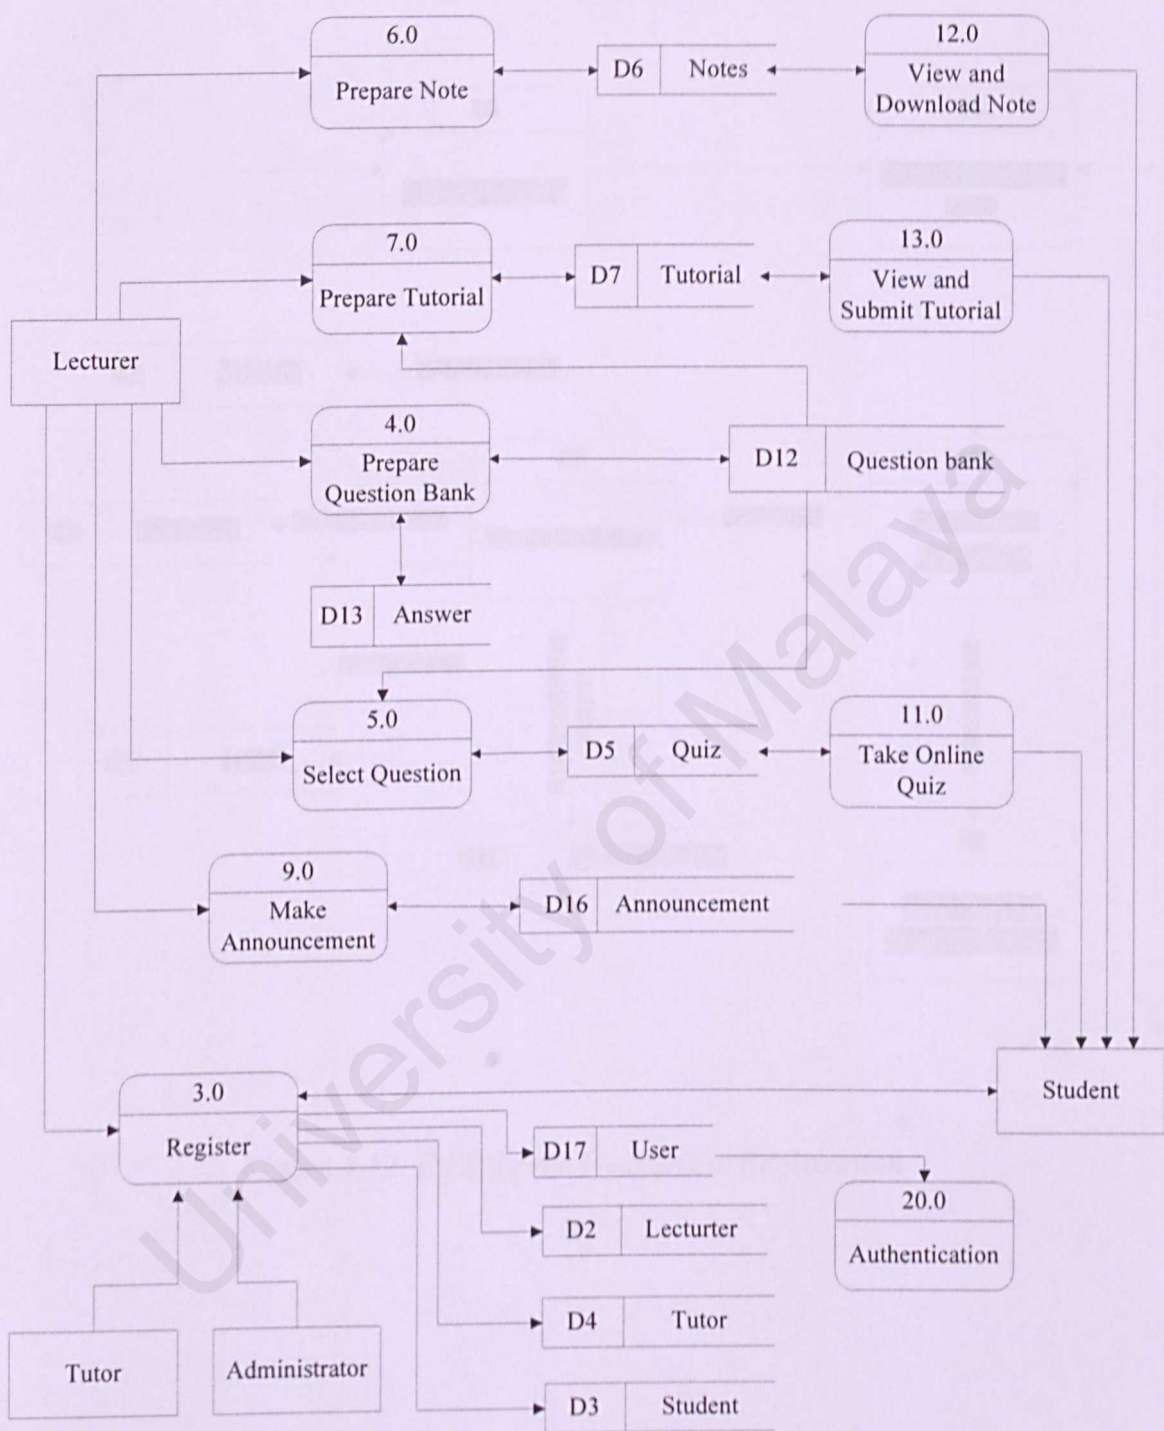 6.0
Prepare Note
D6 Notes
12.0
View and
Download Note
7.0
Prepare Tutorial
D7 Tutorial
13.0
View and
Submit Tutorial
Lecturer
4.0
Prepare
Question Bank
D12 Question bank
D13 Answer
5.0
Select Question
D5 Quiz
11.0
Take Online
Quiz
9.0
Make
Announcement
D16 Announcement
Student
3.0
Register
D17 User
20.0
Authentication
D2 Lecturter
D4 Tutor
D3 Student
Tutor
Administrator
University of Malaya